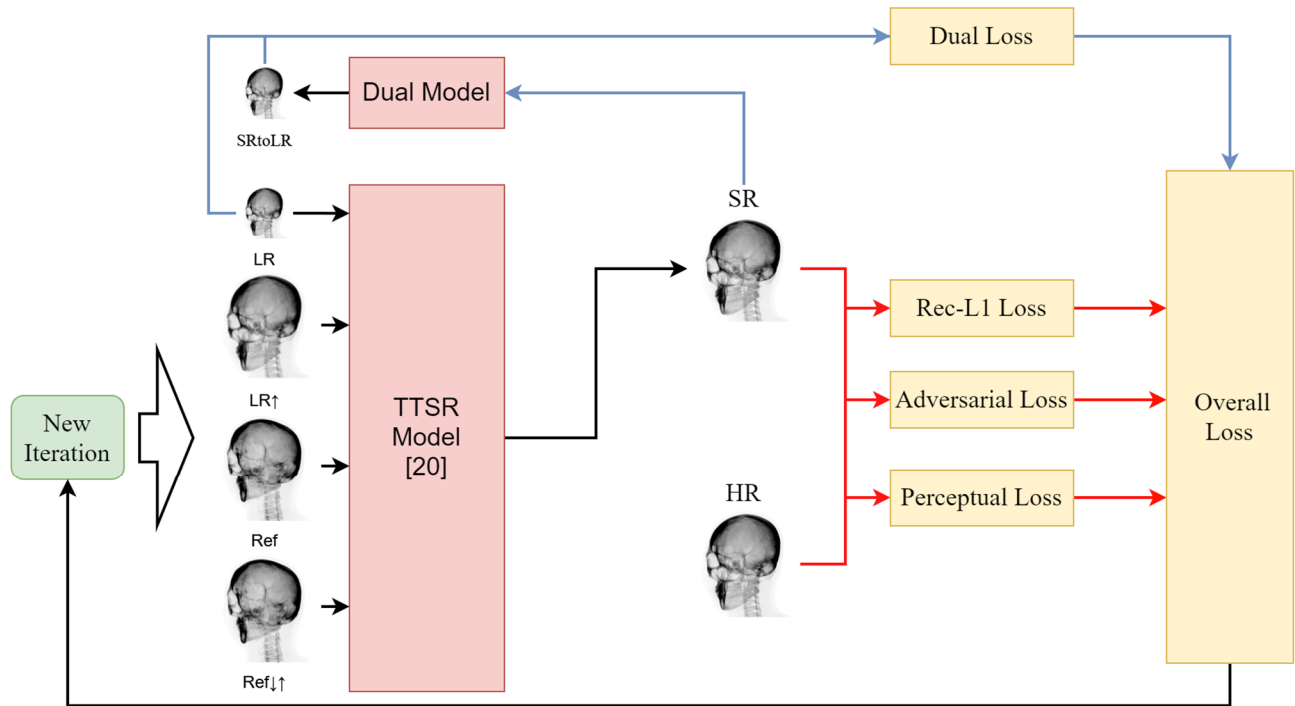 Dual Loss
Dual Model
SRtoLR
SR
LR
Rec-L1 Loss
LR↑
New
Iteration
TTSR
Model
[20]
Adversarial Loss
Overall
Loss
Ref
HR
Perceptual Loss
Ref↓↑